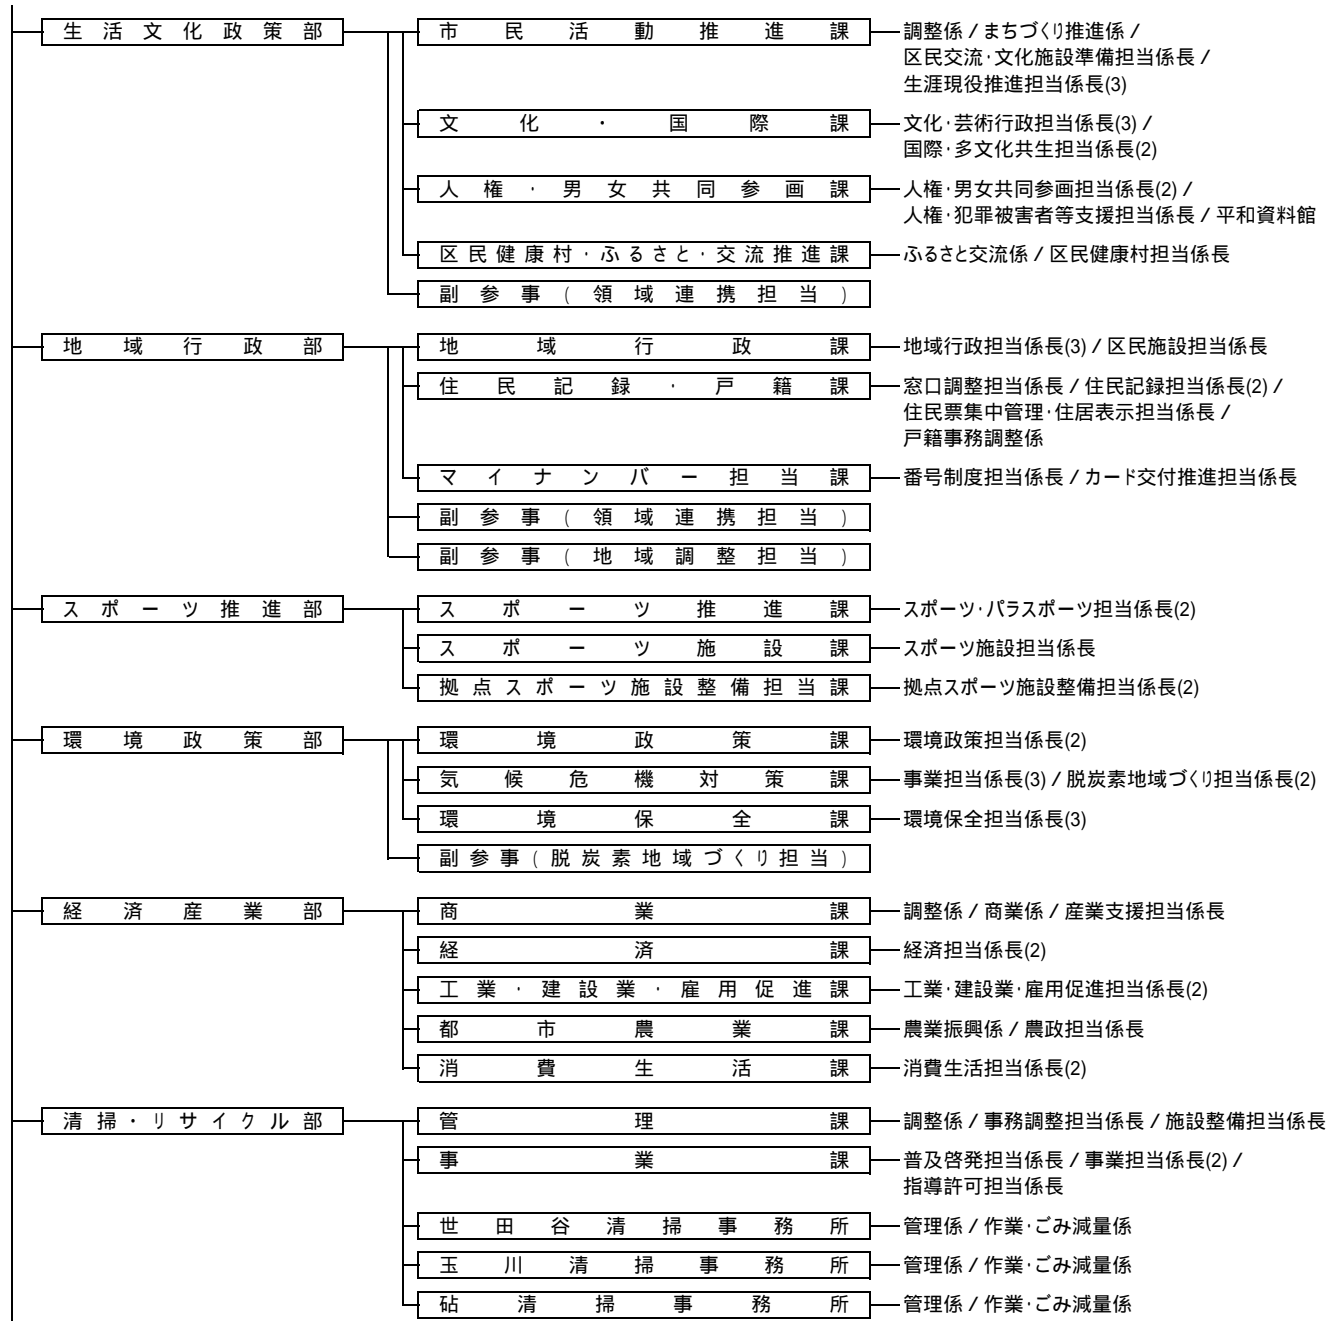 生活文化政策部
市民活動推進課
調整係 / まちづくり推進係 /
区民交流・文化施設準備担当係長 /
生涯現役推進担当係長(3)
文化・国際課
文化・芸術行政担当係長(3) /
国際・多文化共生担当係長(2)
人権・男女共同参画課
人権・男女共同参画担当係長(2) /
人権・犯罪被害者等支援担当係長 / 平和資料館
区民健康村・ふるさと・交流推進課
ふるさと交流係 / 区民健康村担当係長
副参事(領域連携担当)
地域行政部
地域行政課
地域行政担当係長(3) / 区民施設担当係長
住民記録・戸籍課
窓口調整担当係長 / 住民記録担当係長(2) /
住民票集中管理・住居表示担当係長 /
戸籍事務調整係
マイナンバー担当課
番号制度担当係長 / カード交付推進担当係長
副参事(領域連携担当)
副参事(地域調整担当)
スポーツ推進部
スポーツ推進課
スポーツ・パラスポーツ担当係長(2)
スポーツ施設課
スポーツ施設担当係長
拠点スポーツ施設整備担当課
拠点スポーツ施設整備担当係長(2)
環境政策部
環境政策課
環境政策担当係長(2)
気候危機対策課
事業担当係長(3) / 脱炭素地域づくり担当係長(2)
環境保全課
環境保全担当係長(3)
副参事(脱炭素地域づくり担当)
経済産業部
商業課
調整係 / 商業係 / 産業支援担当係長
経済課
経済担当係長(2)
工業・建設業・雇用促進課
工業・建設業・雇用促進担当係長(2)
都市農業課
農業振興係 / 農政担当係長
消費生活課
消費生活担当係長(2)
清掃・リサイクル部
管理課
調整係 / 事務調整担当係長 / 施設整備担当係長
事業課
普及啓発担当係長 / 事業担当係長(2) /
指導許可担当係長
世田谷清掃事務所
管理係 / 作業・ごみ減量係
玉川清掃事務所
管理係 / 作業・ごみ減量係
砧清掃事務所
管理係 / 作業・ごみ減量係